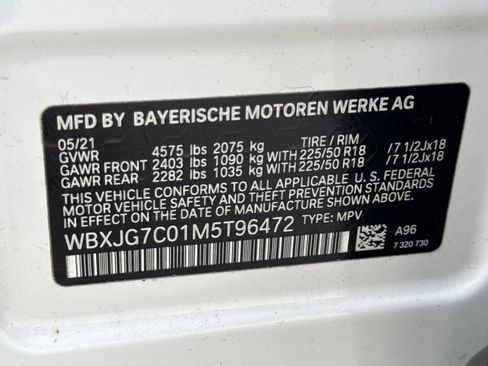 MFD BY BAYERISCHE MOTOREN WERKE AG
05/21 TIRE / RIM
GVWR 4575 lbs 2075 kg
GAWR FRONT 2403 lbs 1090 kg WITH 225/50 R18 /7 1/2Jx18
GAWR REAR 2282 lbs 1035 kg WITH 225/50 R18 /7 1/2Jx18
THIS VEHICLE CONFORMS TO ALL APPLICABLE U. S. FEDERAL
MOTOR VEHICLE SAFETY, BUMPER, AND THEFT PREVENTION STANDARDS
IN EFFECT ON THE DATE OF MANUFACTURE SHOWN ABOVE.
WBXJG7C01M5T96472 TYPE: MPV
A96
7 320 730